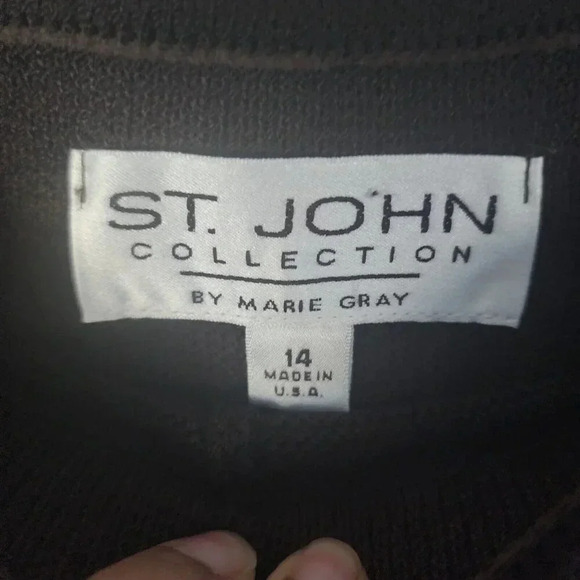 ST. JOHN
COLLECTION
BY MARIE GRAY
14
MADE IN
U.S.A.